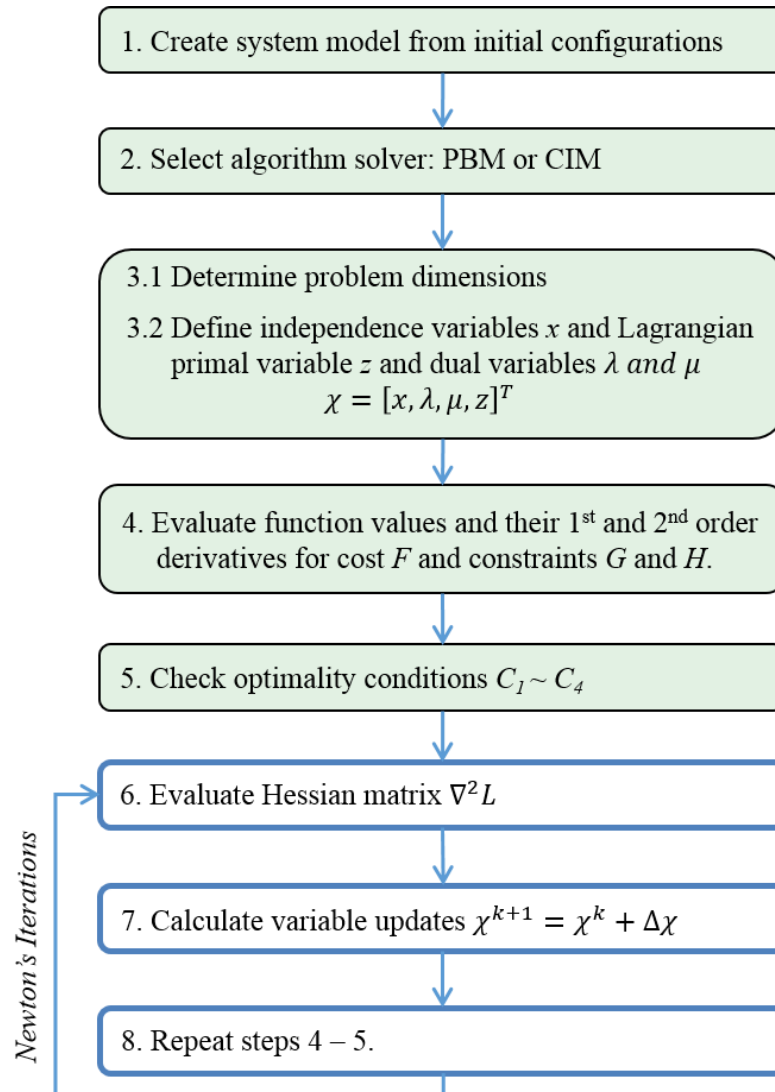 1. Create system model from initial configurations
2. Select algorithm solver: PBM or CIM
3.1 Determine problem dimensions
3.2 Define independence variables x and Lagrangian
primal variable z and dual variables λ and μ
χ = [x, λ, μ, z]ᵀ
4. Evaluate function values and their 1ˢᵗ and 2ⁿᵈ order
derivatives for cost F and constraints G and H.
5. Check optimality conditions C₁ ~ C₄
6. Evaluate Hessian matrix ∇²L
7. Calculate variable updates χᵏ⁺¹ = χᵏ + Δχ
8. Repeat steps 4 – 5.
Newton's Iterations